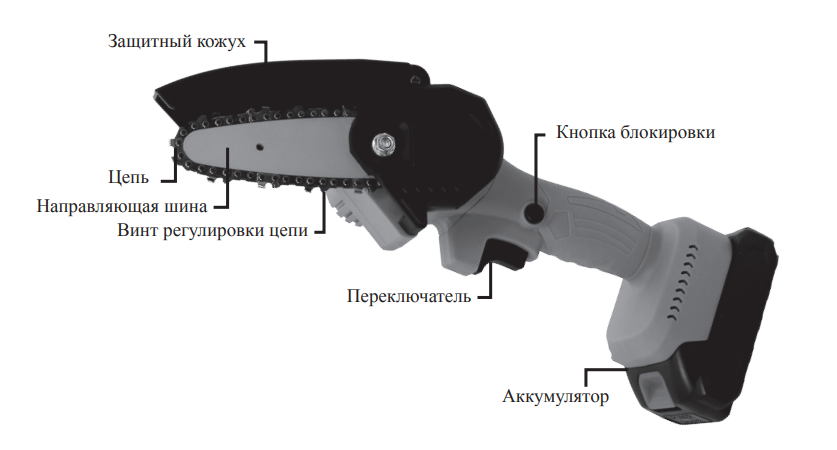 Защитный кожух
Кнопка блокировки
Цепь
Направляющая шина
Винт регулировки цепи
Переключатель
Аккумулятор